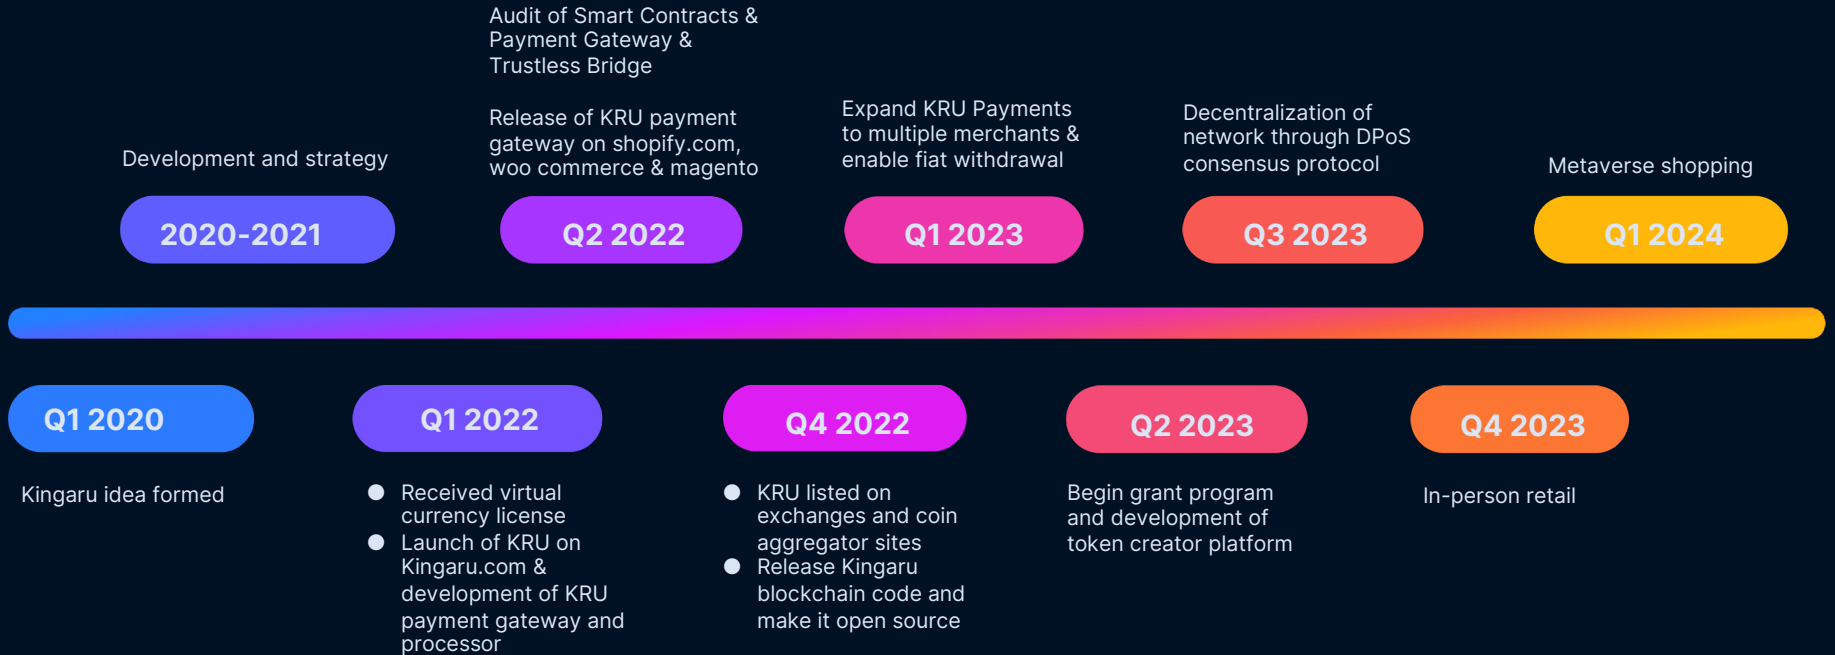 Audit of Smart Contracts &
Payment Gateway &
Trustless Bridge
Release of KRU payment
gateway on shopify.com,
woo commerce & magento
Expand KRU Payments
to multiple merchants &
enable fiat withdrawal
Decentralization of
network through DPoS
consensus protocol
Development and strategy
Metaverse shopping
2020-2021
Q2 2022
Q1 2023
Q3 2023
Q1 2024
Q1 2020
Q1 2022
Q4 2022
Q2 2023
Q4 2023
Kingaru idea formed
● Received virtual
currency license
● Launch of KRU on
Kingaru.com &
development of KRU
payment gateway and
processor
● KRU listed on
exchanges and coin
aggregator sites
● Release Kingaru
blockchain code and
make it open source
Begin grant program
and development of
token creator platform
In-person retail